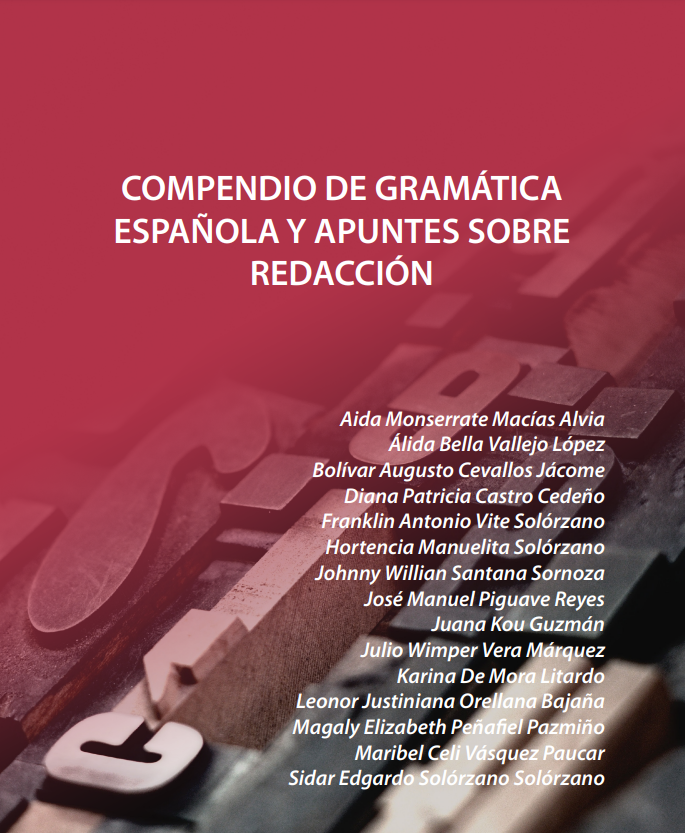 COMPENDIO DE GRAMÁTICA
ESPAÑOLA Y APUNTES SOBRE
REDACCIÓN
Aida Monserrate Macías Alvia
Álida Bella Vallejo López
Bolívar Augusto Cevallos Jácome
Diana Patricia Castro Cedeño
Franklin Antonio Vite Solórzano
Hortencia Manuelita Solórzano
Johnny Willian Santana Sornoza
José Manuel Piguave Reyes
Juana Kou Guzmán
Julio Wimper Vera Márquez
Karina De Mora Litardo
Leonor Justiniana Orellana Bajaña
Magaly Elizabeth Peñafiel Pazmiño
Maribel Celi Vásquez Paucar
Sidar Edgardo Solórzano Solórzano